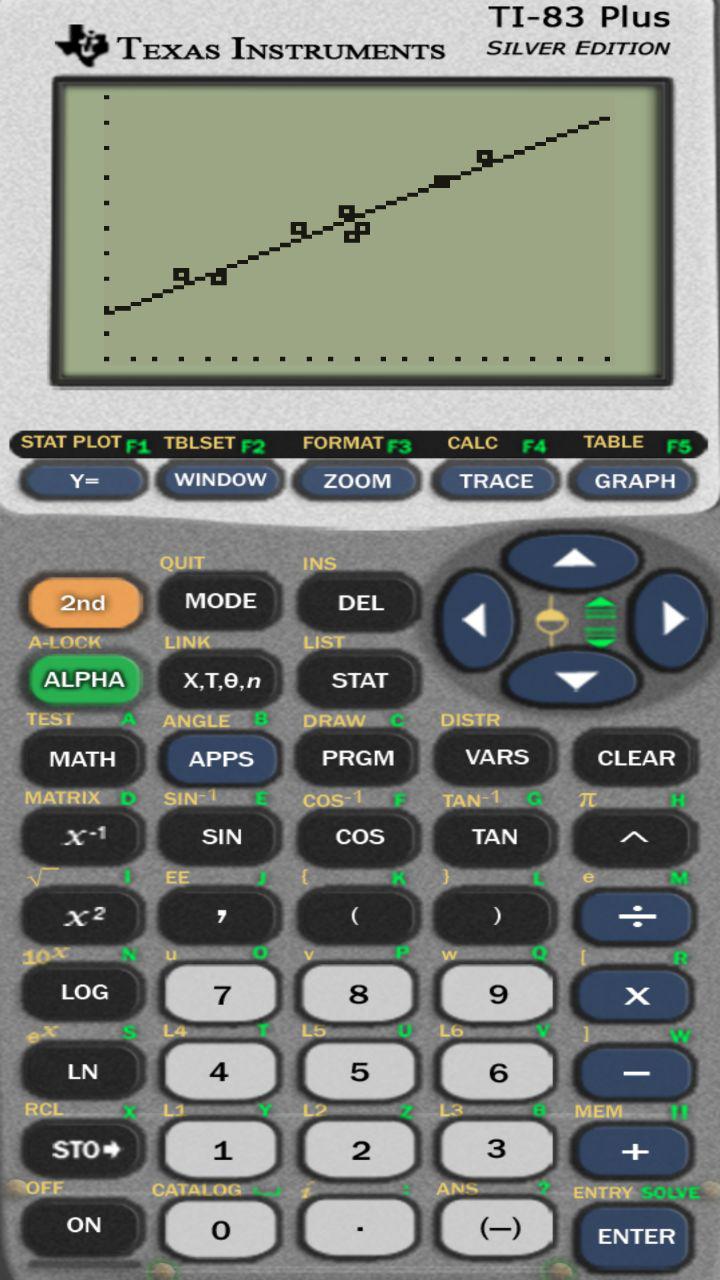 TI-83 Plus
TEXAS INSTRUMENTS SILVER EDITION
STAT PLOT F1 TBLSET F2 FORMAT F3 CALC F4 TABLE F5
Y= WINDOW ZOOM TRACE GRAPH
QUIT INS
2nd MODE DEL
A-LOCK LINK LIST
ALPHA X,T,θ,n STAT
TEST A ANGLE B DRAW C DISTR
MATH APPS PRGM VARS CLEAR
MATRIX D SIN⁻¹ E COS⁻¹ F TAN⁻¹ G π H
x⁻¹ SIN COS TAN ^
√ I EE J { K } L e M
x² , ( ) ÷
10ˣ N u O v P w Q [ R
LOG 7 8 9 X
eˣ S L4 T L5 U L6 V ] W
LN 4 5 6 −
RCL X L1 Y L2 Z L3 θ MEM "
STO➔ 1 2 3 +
OFF CATALOG i : ANS ? ENTRY SOLVE
ON 0 . (—) ENTER